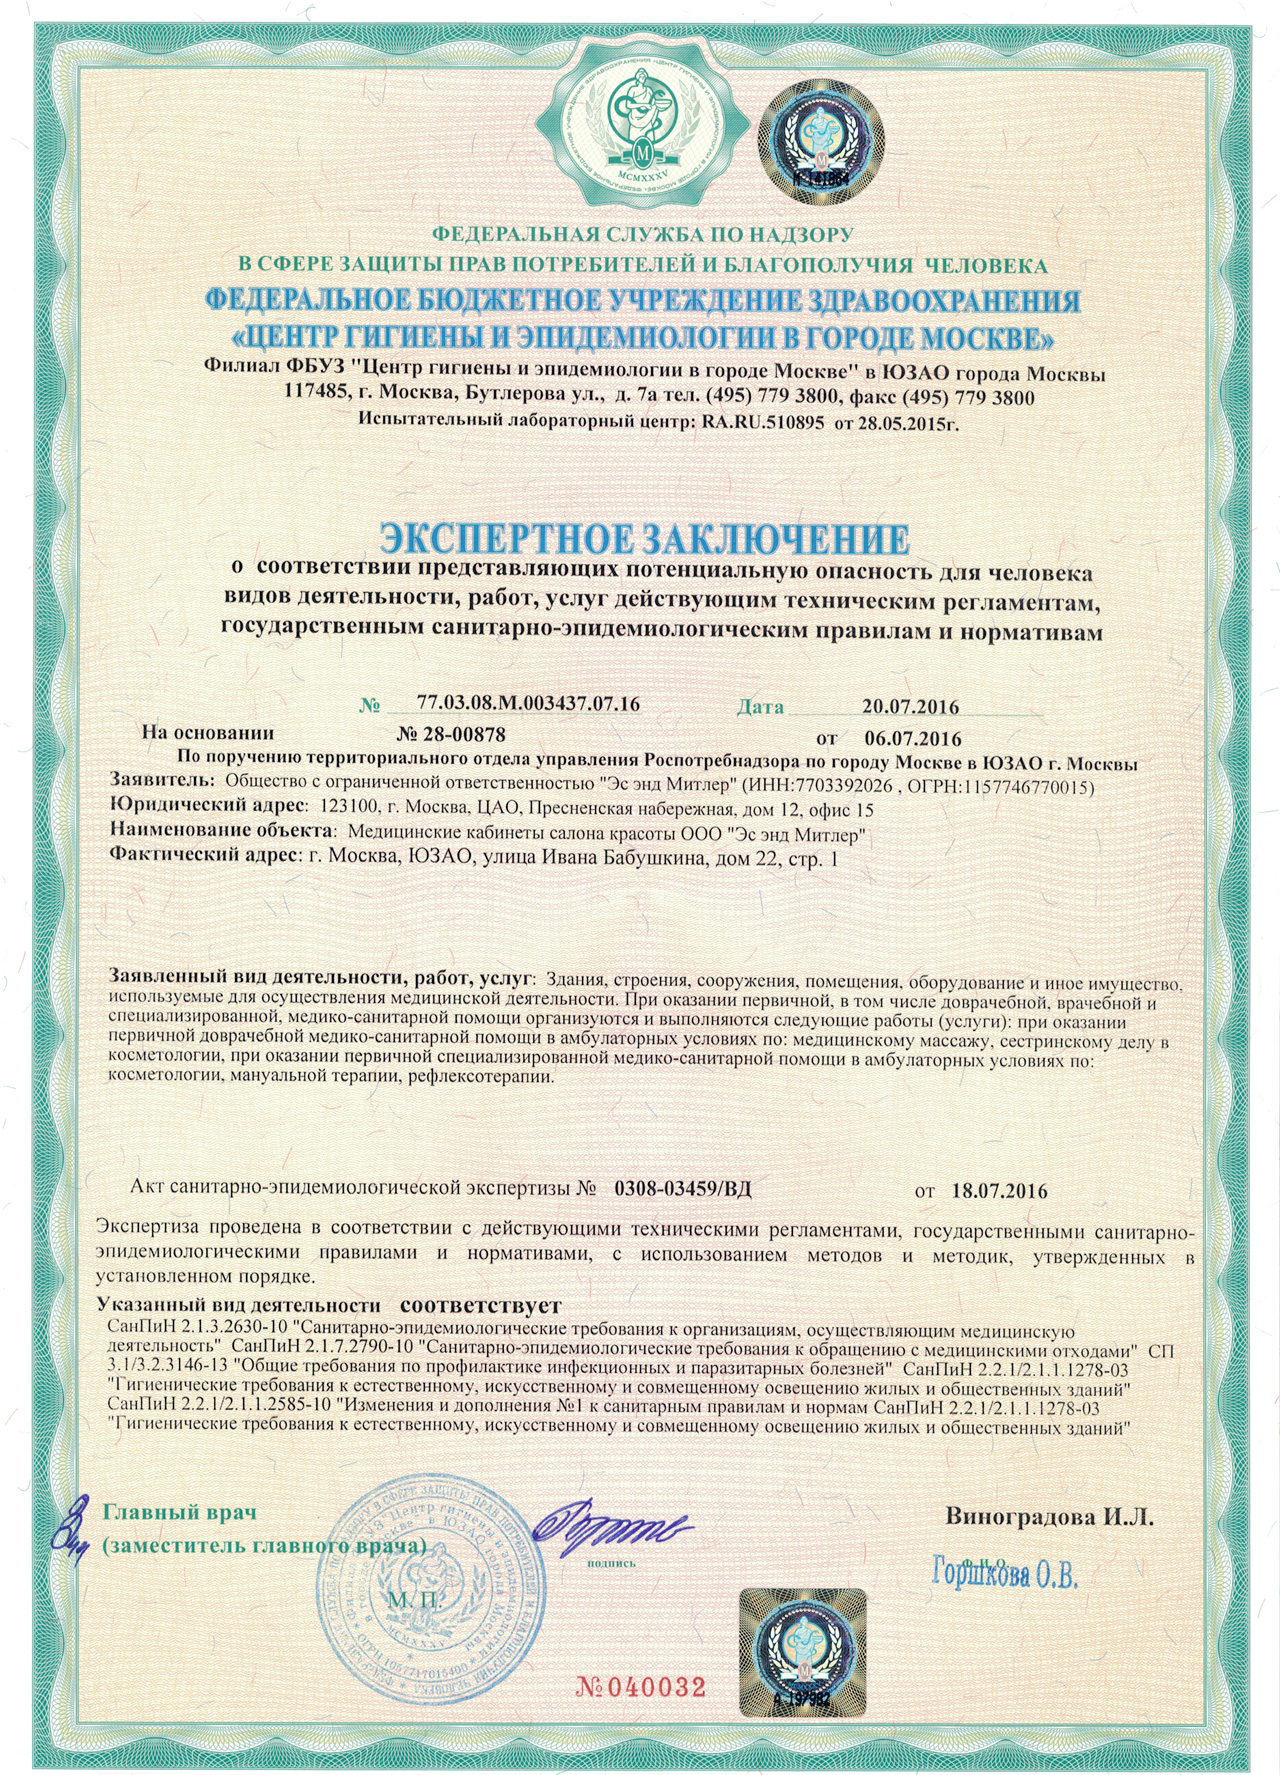 MCMXXXV
М
№ 141864
ФЕДЕРАЛЬНАЯ СЛУЖБА ПО НАДЗОРУ
В СФЕРЕ ЗАЩИТЫ ПРАВ ПОТРЕБИТЕЛЕЙ И БЛАГОПОЛУЧИЯ ЧЕЛОВЕКА
ФЕДЕРАЛЬНОЕ БЮДЖЕТНОЕ УЧРЕЖДЕНИЕ ЗДРАВООХРАНЕНИЯ
«ЦЕНТР ГИГИЕНЫ И ЭПИДЕМИОЛОГИИ В ГОРОДЕ МОСКВЕ»
Филиал ФБУЗ "Центр гигиены и эпидемиологии в городе Москве" в ЮЗАО города Москвы
117485, г. Москва, Бутлерова ул., д. 7а тел. (495) 779 3800, факс (495) 779 3800
Испытательный лабораторный центр: RA.RU.510895 от 28.05.2015г.
ЭКСПЕРТНОЕ ЗАКЛЮЧЕНИЕ
о соответствии представляющих потенциальную опасность для человека
видов деятельности, работ, услуг действующим техническим регламентам,
государственным санитарно-эпидемиологическим правилам и нормативам
№ 77.03.08.М.003437.07.16 Дата 20.07.2016
На основании № 28-00878 от 06.07.2016
По поручению территориального отдела управления Роспотребнадзора по городу Москве в ЮЗАО г. Москвы
Заявитель: Общество с ограниченной ответственностью "Эс энд Митлер" (ИНН:7703392026 , ОГРН:1157746770015)
Юридический адрес: 123100, г. Москва, ЦАО, Пресненская набережная, дом 12, офис 15
Наименование объекта: Медицинские кабинеты салона красоты ООО "Эс энд Митлер"
Фактический адрес: г. Москва, ЮЗАО, улица Ивана Бабушкина, дом 22, стр. 1
Заявленный вид деятельности, работ, услуг: Здания, строения, сооружения, помещения, оборудование и иное имущество,
используемые для осуществления медицинской деятельности. При оказании первичной, в том числе доврачебной, врачебной и
специализированной, медико-санитарной помощи организуются и выполняются следующие работы (услуги): при оказании
первичной доврачебной медико-санитарной помощи в амбулаторных условиях по: медицинскому массажу, сестринскому делу в
косметологии, при оказании первичной специализированной медико-санитарной помощи в амбулаторных условиях по:
косметологии, мануальной терапии, рефлексотерапии.
Акт санитарно-эпидемиологической экспертизы № 0308-03459/ВД от 18.07.2016
Экспертиза проведена в соответствии с действующими техническими регламентами, государственными санитарно-
эпидемиологическими правилами и нормативами, с использованием методов и методик, утвержденных в
установленном порядке.
Указанный вид деятельности соответствует
СанПиН 2.1.3.2630-10 "Санитарно-эпидемиологические требования к организациям, осуществляющим медицинскую
деятельность" СанПиН 2.1.7.2790-10 "Санитарно-эпидемиологические требования к обращению с медицинскими отходами" СП
3.1/3.2.3146-13 "Общие требования по профилактике инфекционных и паразитарных болезней" СанПиН 2.2.1/2.1.1.1278-03
"Гигиенические требования к естественному, искусственному и совмещенному освещению жилых и общественных зданий"
СанПиН 2.2.1/2.1.1.2585-10 "Изменения и дополнения №1 к санитарным правилам и нормам СанПиН 2.2.1/2.1.1.1278-03
"Гигиенические требования к естественному, искусственному и совмещенному освещению жилых и общественных зданий"
Главный врач Виноградова И.Л.
(заместитель главного врача)
подпись
Ф.И.О.
Горшкова О.В.
М. П.
MCMXXXV
ОГРН 1057717015400
№040032
А 197982